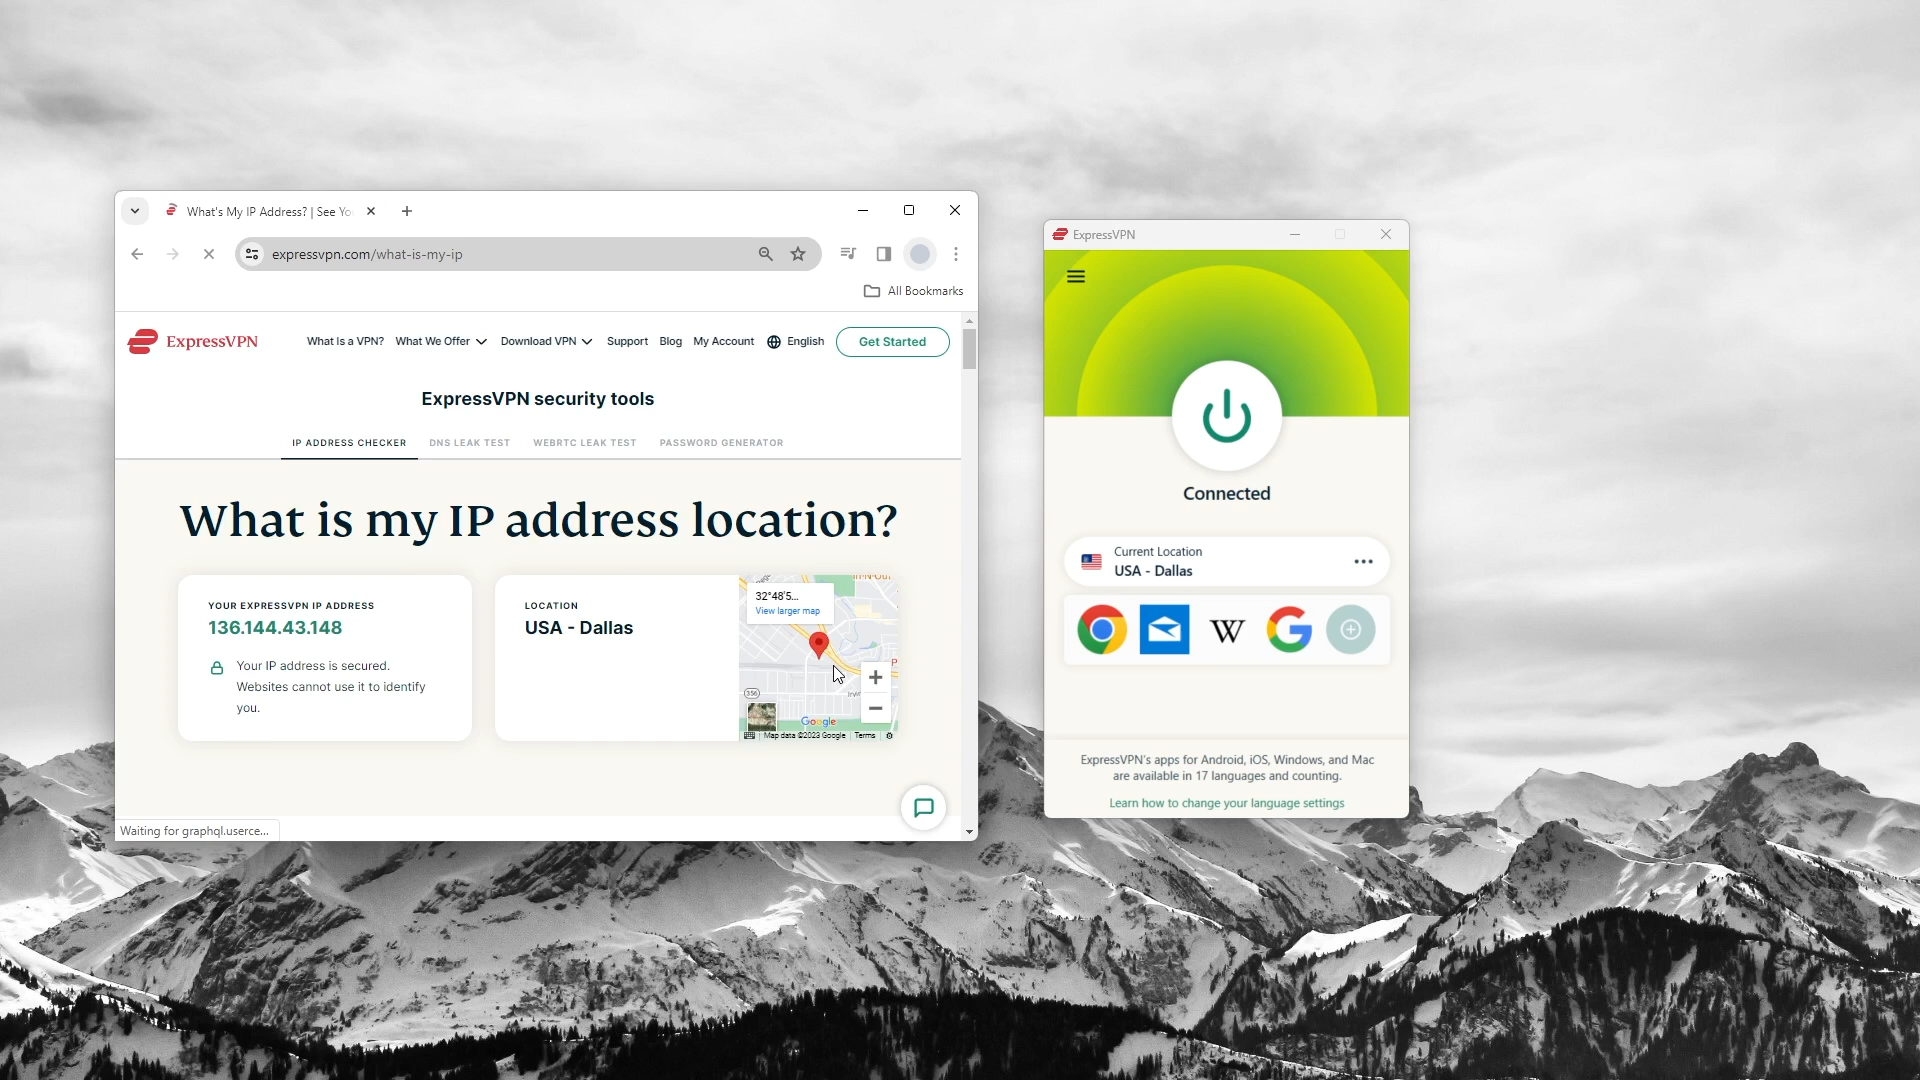 What's My IP Address? | See Yo
expressvpn.com/what-is-my-ip
All Bookmarks
ExpressVPN
What Is a VPN?
What We Offer
Download VPN
Support
Blog
My Account
English
Get Started
ExpressVPN security tools
IP ADDRESS CHECKER
DNS LEAK TEST
WEBRTC LEAK TEST
PASSWORD GENERATOR
What is my IP address location?
YOUR EXPRESSVPN IP ADDRESS
136.144.43.148
Your IP address is secured.
Websites cannot use it to identify
you.
LOCATION
USA - Dallas
32°48'5...
View larger map
356
Google
Map data ©2023 Google
Terms
Waiting for graphql.userce...
ExpressVPN
Connected
Current Location
USA - Dallas
W
G
ExpressVPN's apps for Android, iOS, Windows, and Mac
are available in 17 languages and counting.
Learn how to change your language settings